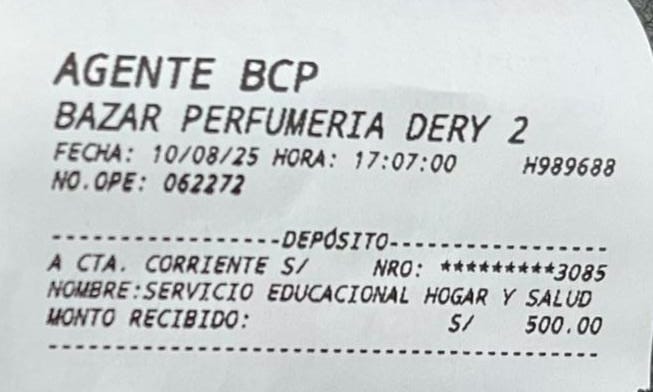 AGENTE BCP
BAZAR PERFUMERIA DERY 2
FECHA: 10/08/25 HORA: 17:07:00 H989688
NO.OPE: 062272
-----------------DEPÓSITO----------------
A CTA. CORRIENTE S/ NRO: *********3085
NOMBRE:SERVICIO EDUCACIONAL HOGAR Y SALUD
MONTO RECIBIDO: S/ 500.00
-----------------------------------------